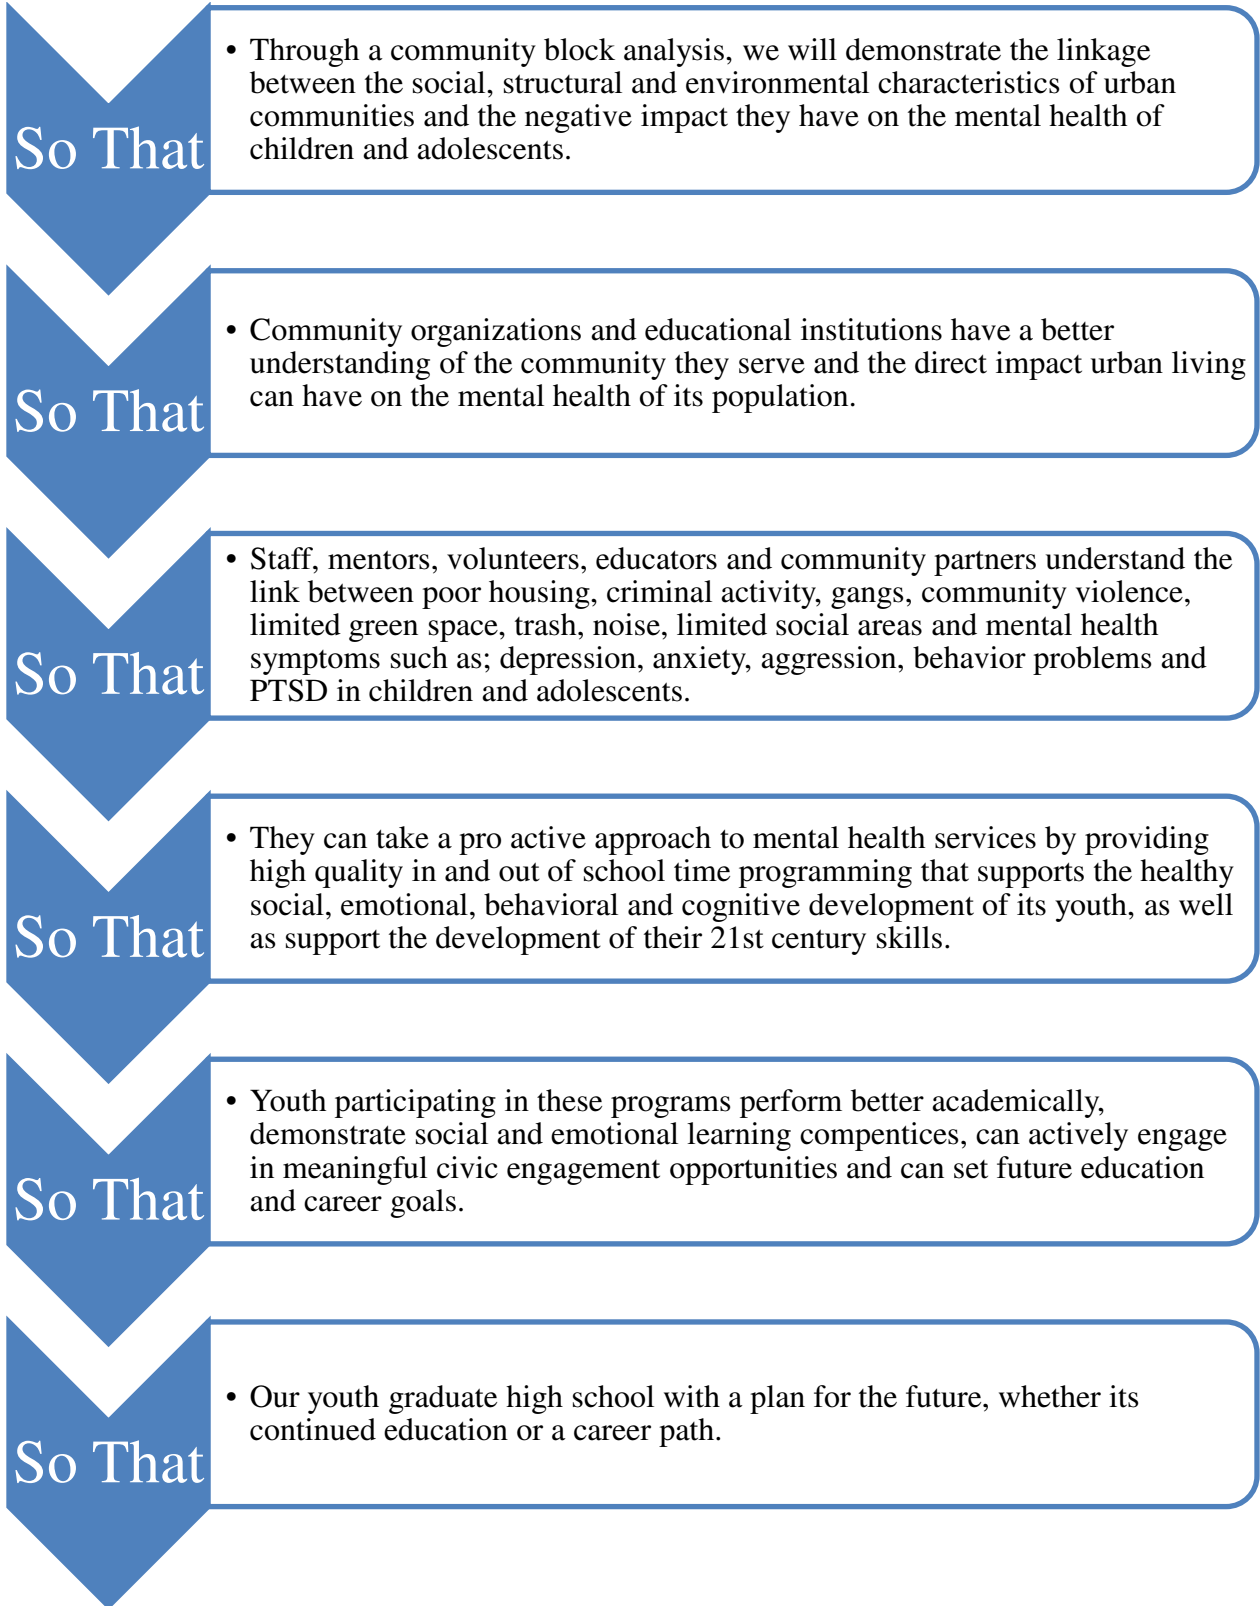 So That
• Through a community block analysis, we will demonstrate the linkage
between the social, structural and environmental characteristics of urban
communities and the negative impact they have on the mental health of
children and adolescents.
So That
• Community organizations and educational institutions have a better
understanding of the community they serve and the direct impact urban living
can have on the mental health of its population.
So That
• Staff, mentors, volunteers, educators and community partners understand the
link between poor housing, criminal activity, gangs, community violence,
limited green space, trash, noise, limited social areas and mental health
symptoms such as; depression, anxiety, aggression, behavior problems and
PTSD in children and adolescents.
So That
• They can take a pro active approach to mental health services by providing
high quality in and out of school time programming that supports the healthy
social, emotional, behavioral and cognitive development of its youth, as well
as support the development of their 21st century skills.
So That
• Youth participating in these programs perform better academically,
demonstrate social and emotional learning compentices, can actively engage
in meaningful civic engagement opportunities and can set future education
and career goals.
So That
• Our youth graduate high school with a plan for the future, whether its
continued education or a career path.